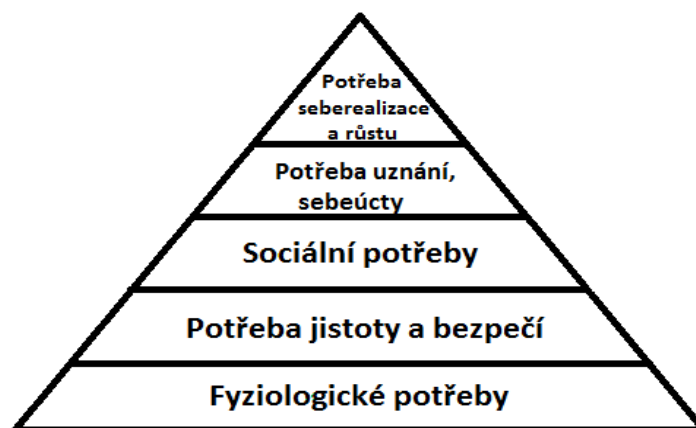 Potřeba
seberealizace
a růstu
Potřeba uznání,
sebeúcty
Sociální potřeby
Potřeba jistoty a bezpečí
Fyziologické potřeby